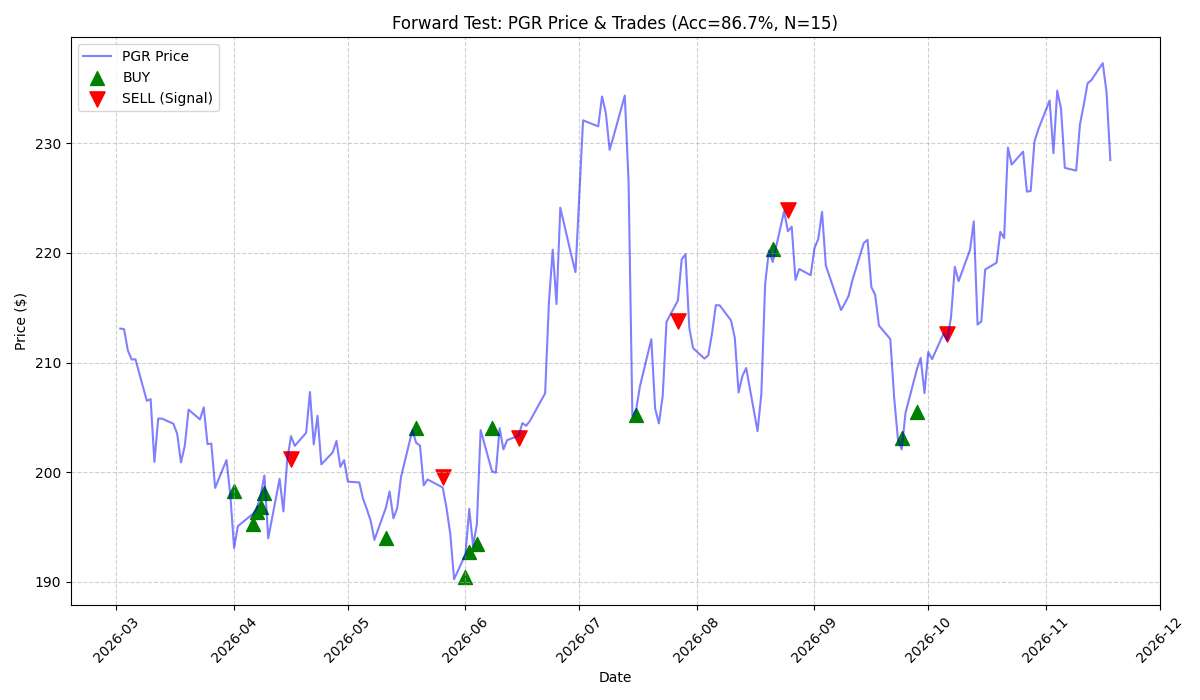 Forward Test: PGR Price & Trades (Acc=86.7%, N=15)
PGR Price
BUY
SELL (Signal)
Price ($)
230
220
210
200
190
2026-03
2026-04
2026-05
2026-06
2026-07
2026-08
2026-09
2026-10
2026-11
2026-12
Date